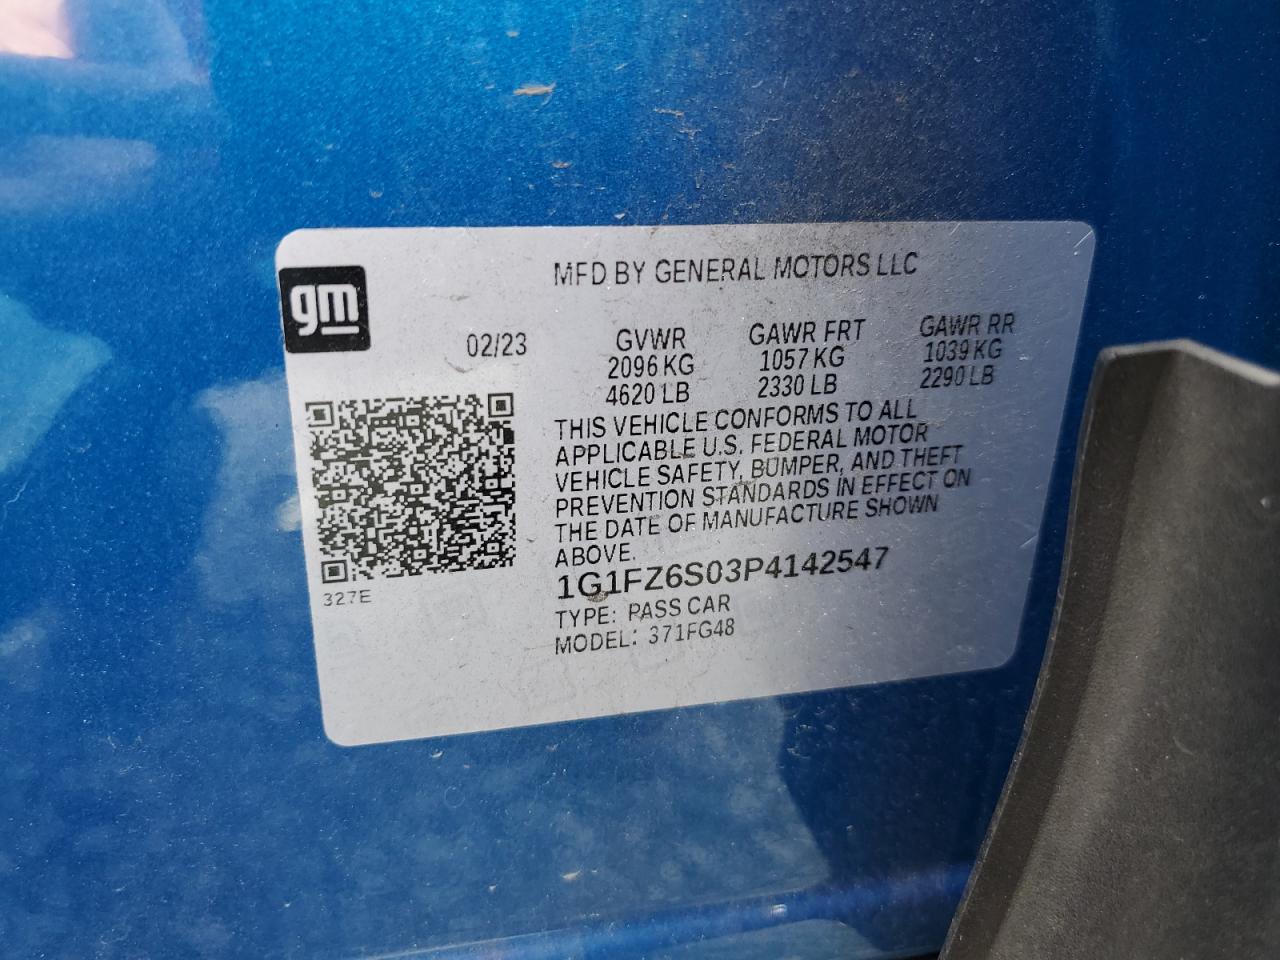 gm
MFD BY GENERAL MOTORS LLC
02/23
GVWR GAWR FRT GAWR RR
2096 KG 1057 KG 1039 KG
4620 LB 2330 LB 2290 LB
THIS VEHICLE CONFORMS TO ALL
APPLICABLE U.S. FEDERAL MOTOR
VEHICLE SAFETY, BUMPER, AND THEFT
PREVENTION STANDARDS IN EFFECT ON
THE DATE OF MANUFACTURE SHOWN
ABOVE.
327E
1G1FZ6S03P4142547
TYPE: PASS CAR
MODEL: 371FG48